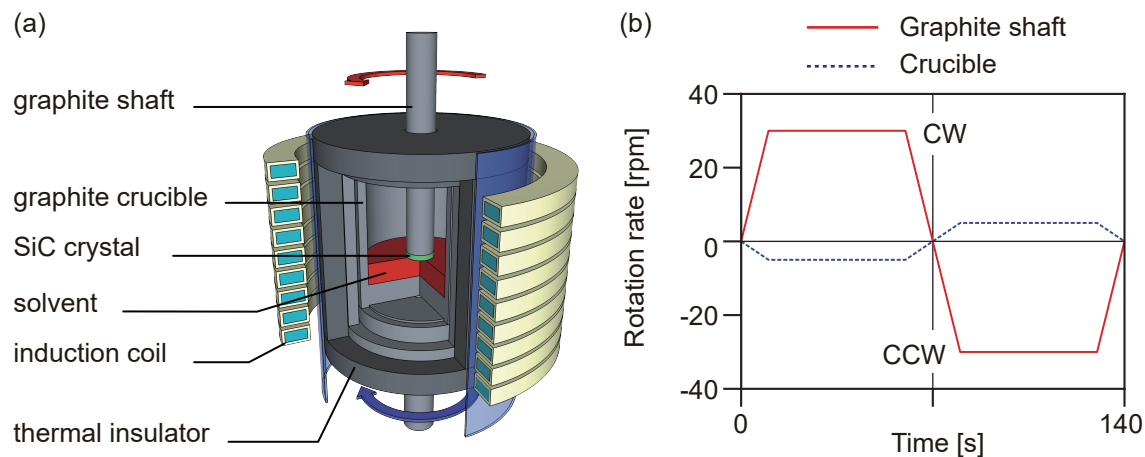 (a)
graphite shaft
graphite crucible
SiC crystal
solvent
induction coil
thermal insulator
(b)
Graphite shaft
Crucible
40
20
0
-20
-40
Rotation rate [rpm]
CW
CCW
0
140
Time [s]